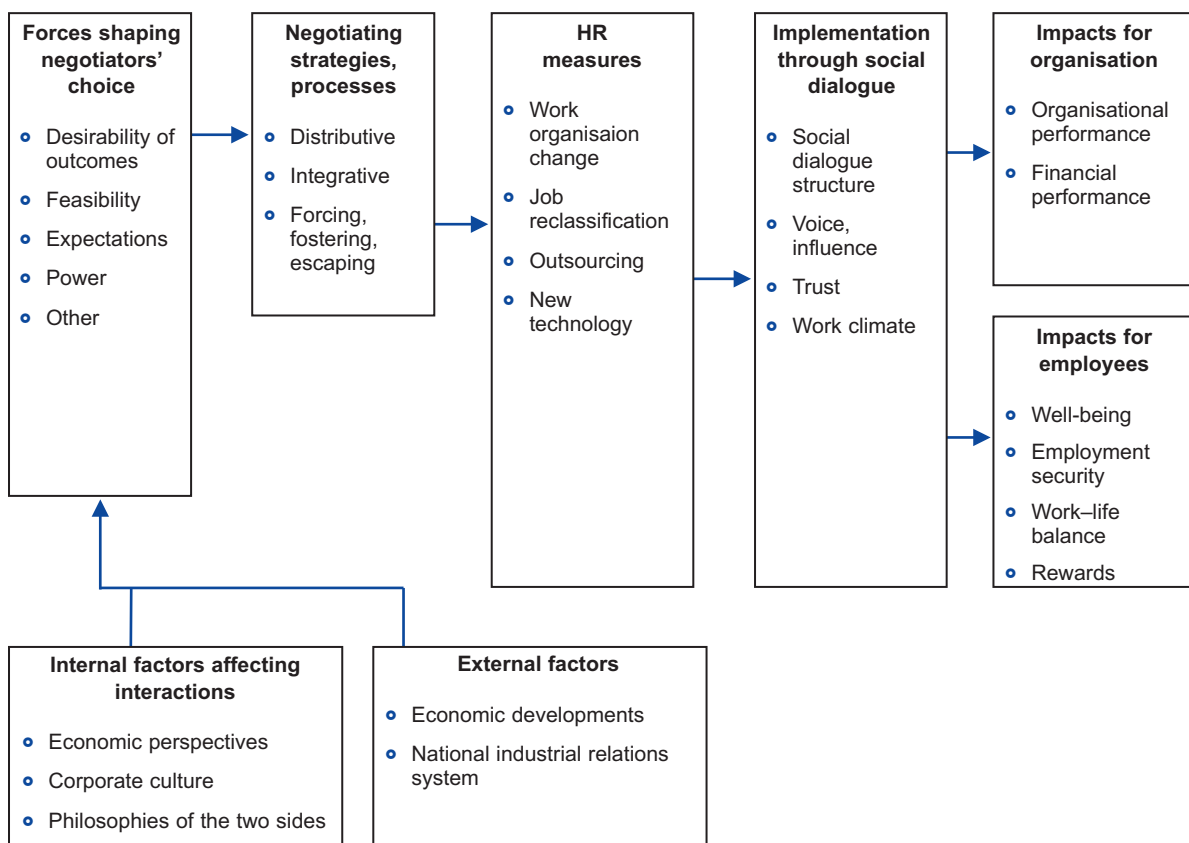 Forces shaping
negotiators’
choice
Desirability of
outcomes
Feasibility
Expectations
Power
Other
Negotiating
strategies,
processes
Distributive
Integrative
Forcing,
fostering,
escaping
HR
measures
Work
organisaion
change
Job
reclassification
Outsourcing
New
technology
Implementation
through social
dialogue
Social
dialogue
structure
Voice,
influence
Trust
Work climate
Impacts for
organisation
Organisational
performance
Financial
performance
Impacts for
employees
Well-being
Employment
security
Work–life
balance
Rewards
Internal factors affecting
interactions
Economic perspectives
Corporate culture
Philosophies of the two sides
External factors
Economic developments
National industrial relations
system